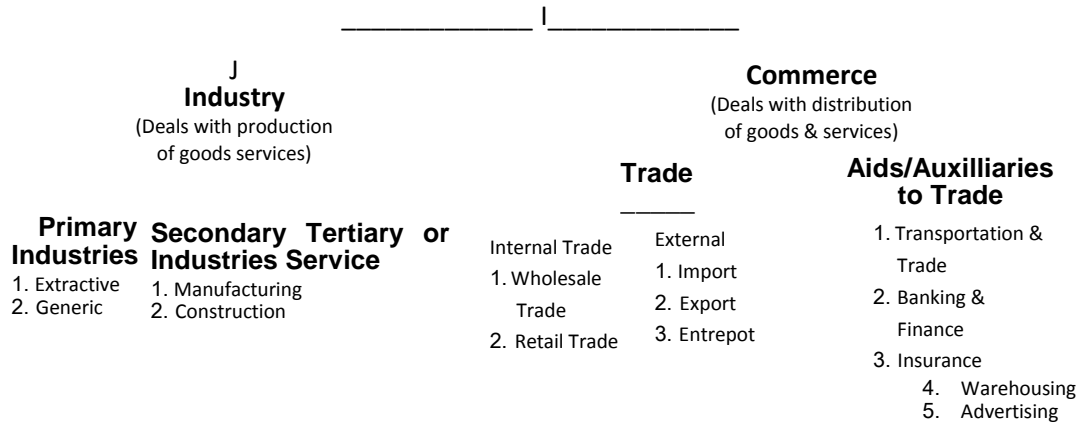 _____________ I_____________
J
Industry
(Deals with production
of goods services)
Commerce
(Deals with distribution
of goods & services)
Primary
Industries
1. Extractive
2. Generic
Secondary Tertiary or
Industries Service
1. Manufacturing
2. Construction
Trade
_____
Internal Trade
1. Wholesale
Trade
2. Retail Trade
External
1. Import
2. Export
3. Entrepot
Aids/Auxilliaries
to Trade
1. Transportation &
Trade
2. Banking &
Finance
3. Insurance
4. Warehousing
5. Advertising